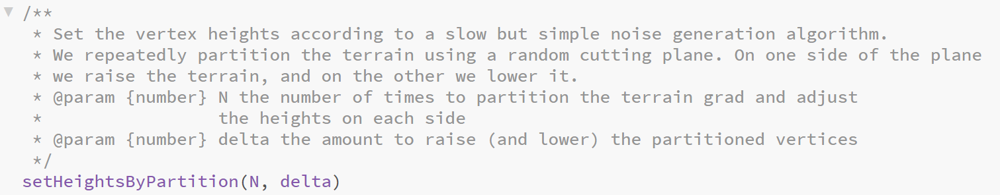 /**
* Set the vertex heights according to a slow but simple noise generation algorithm.
* We repeatedly partition the terrain using a random cutting plane. On one side of the plane
* we raise the terrain, and on the other we lower it.
* @param {number} N the number of times to partition the terrain grad and adjust
* the heights on each side
* @param {number} delta the amount to raise (and lower) the partitioned vertices
*/
setHeightsByPartition(N, delta)